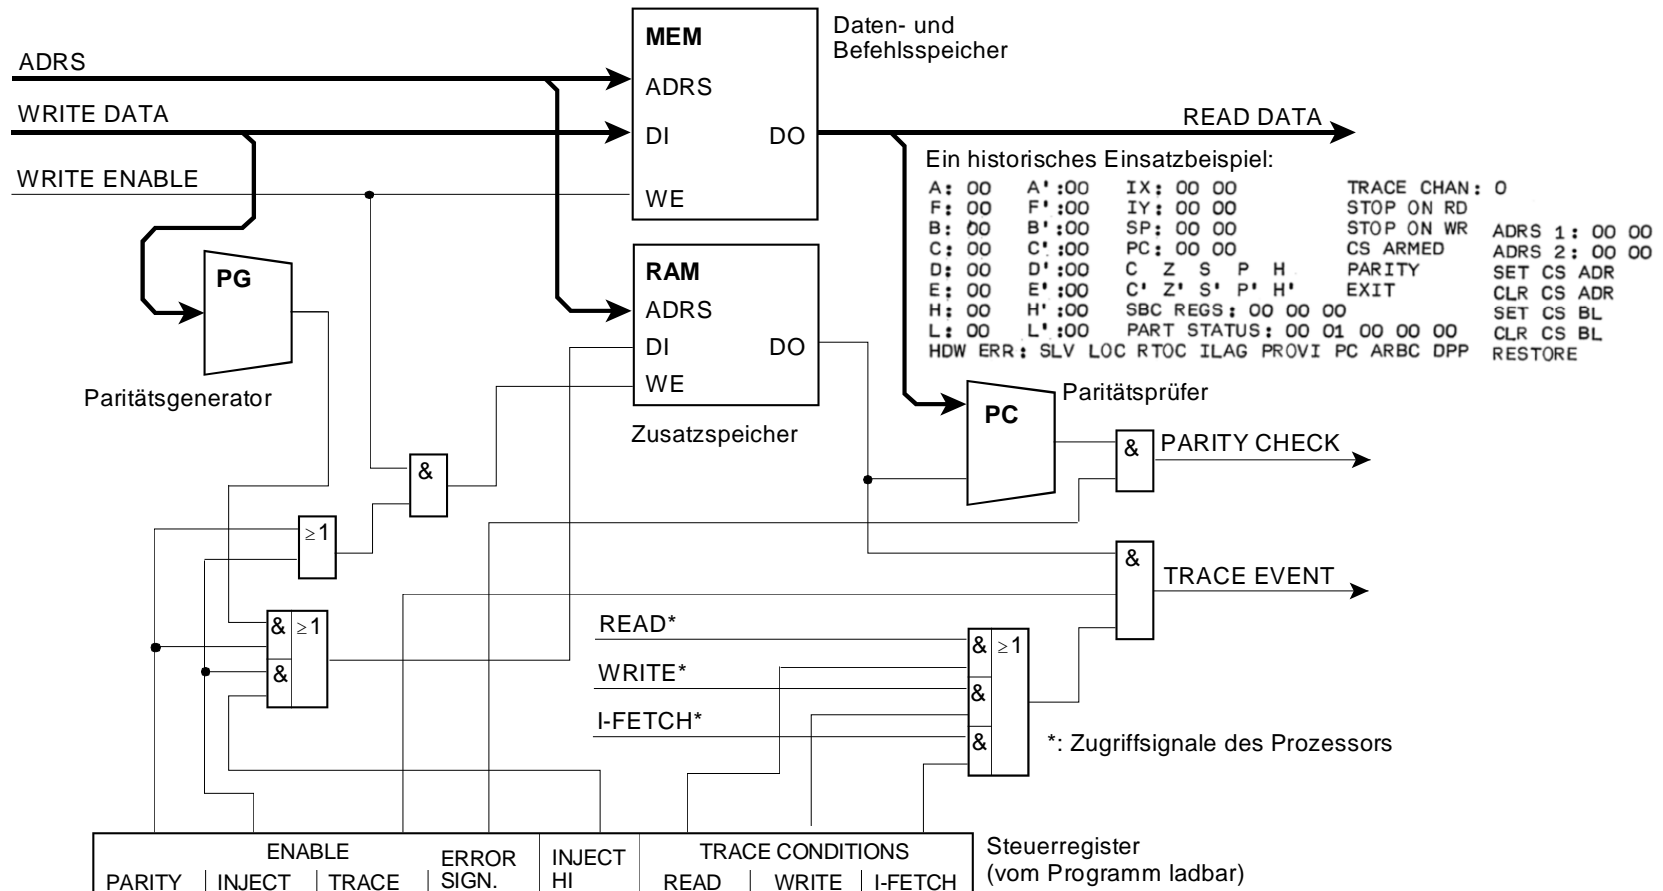 ADRS
WRITE DATA
WRITE ENABLE
MEM
ADRS
DI
DO
WE
Daten- und
Befehlsspeicher
READ DATA
Ein historisches Einsatzbeispiel:
A: 00 A':00 IX: 00 00 TRACE CHAN: 0
F: 00 F':00 IY: 00 00 STOP ON RD
B: 00 B':00 SP: 00 00 STOP ON WR ADRS 1: 00 00
C: 00 C':00 PC: 00 00 CS ARMED ADRS 2: 00 00
D: 00 D':00 C Z S P H PARITY SET CS ADR
E: 00 E':00 C' Z' S' P' H' EXIT CLR CS ADR
H: 00 H':00 SBC REGS: 00 00 00 SET CS BL
L: 00 L':00 PART STATUS: 00 01 00 00 00 CLR CS BL
HDW ERR: SLV LOC RTOC ILAG PROVI PC ARBC DPP RESTORE
PG
Paritätsgenerator
RAM
ADRS
DI
DO
WE
Zusatzspeicher
PC
Paritätsprüfer
&
PARITY CHECK
&
≥1
&
TRACE EVENT
& ≥1
&
READ*
WRITE*
I-FETCH*
& ≥1
&
&
*: Zugriffsignale des Prozessors
ENABLE
PARITY
INJECT
TRACE
ERROR
SIGN.
INJECT
HI
TRACE CONDITIONS
READ
WRITE
I-FETCH
Steuerregister
(vom Programm ladbar)